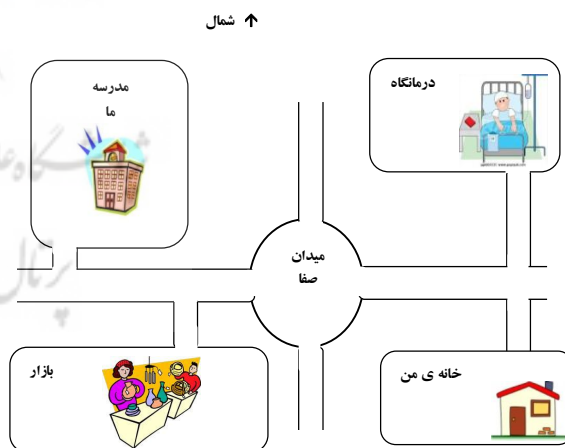 ↑ شمال
درمانگاه
مدرسه
ما
میدان
صفا
خانه ی من
بازار